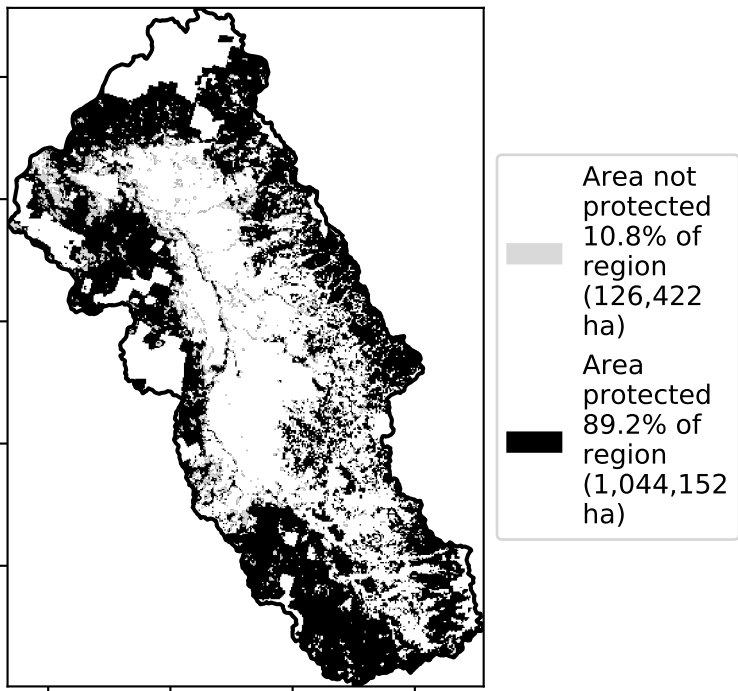 Area not
protected
10.8% of
region
(126,422
ha)
Area
protected
89.2% of
region
(1,044,152
ha)